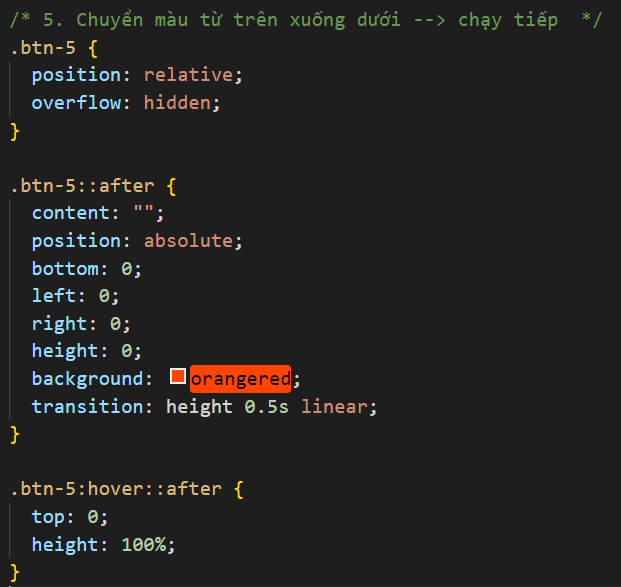 /* 5. Chuyển màu từ trên xuống dưới --> chạy tiếp  */
.btn-5 {
  position: relative;
  overflow: hidden;
}

.btn-5::after {
  content: "";
  position: absolute;
  bottom: 0;
  left: 0;
  right: 0;
  height: 0;
  background: orangered;
  transition: height 0.5s linear;
}

.btn-5:hover::after {
  top: 0;
  height: 100%;
}